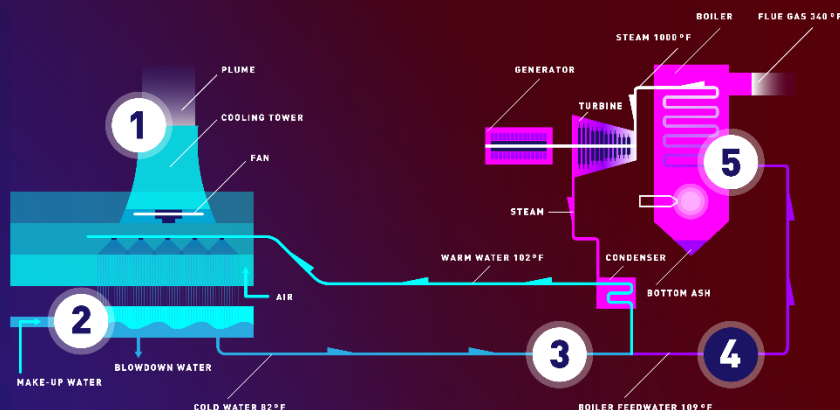 FLUE GAS 340°F
BOILER
STEAM 1000°F
GENERATOR
PLUME
TURBINE
1
COOLING TOWER
FAN
5
STEAM
WARM WATER 102°F
CONDENSER
BOTTOM ASH
AIR
2
3
4
BLOWDOWN WATER
MAKE-UP WATER
COLD WATER 82°F
BOILER FEEDWATER 109°F